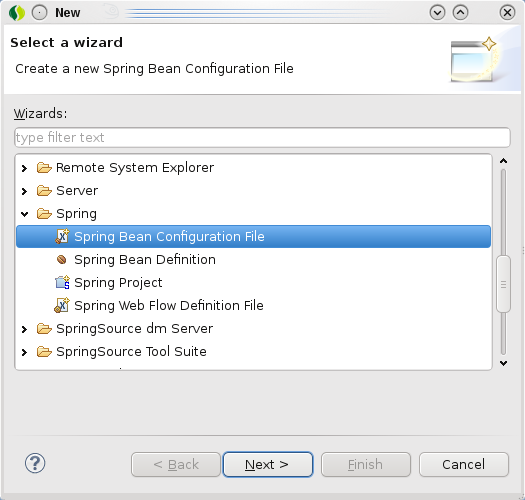 New
Select a wizard
Create a new Spring Bean Configuration File
Wizards:
type filter text
Remote System Explorer
Server
Spring
Spring Bean Configuration File
Spring Bean Definition
Spring Project
Spring Web Flow Definition File
SpringSource dm Server
SpringSource Tool Suite
< Back
Next >
Finish
Cancel